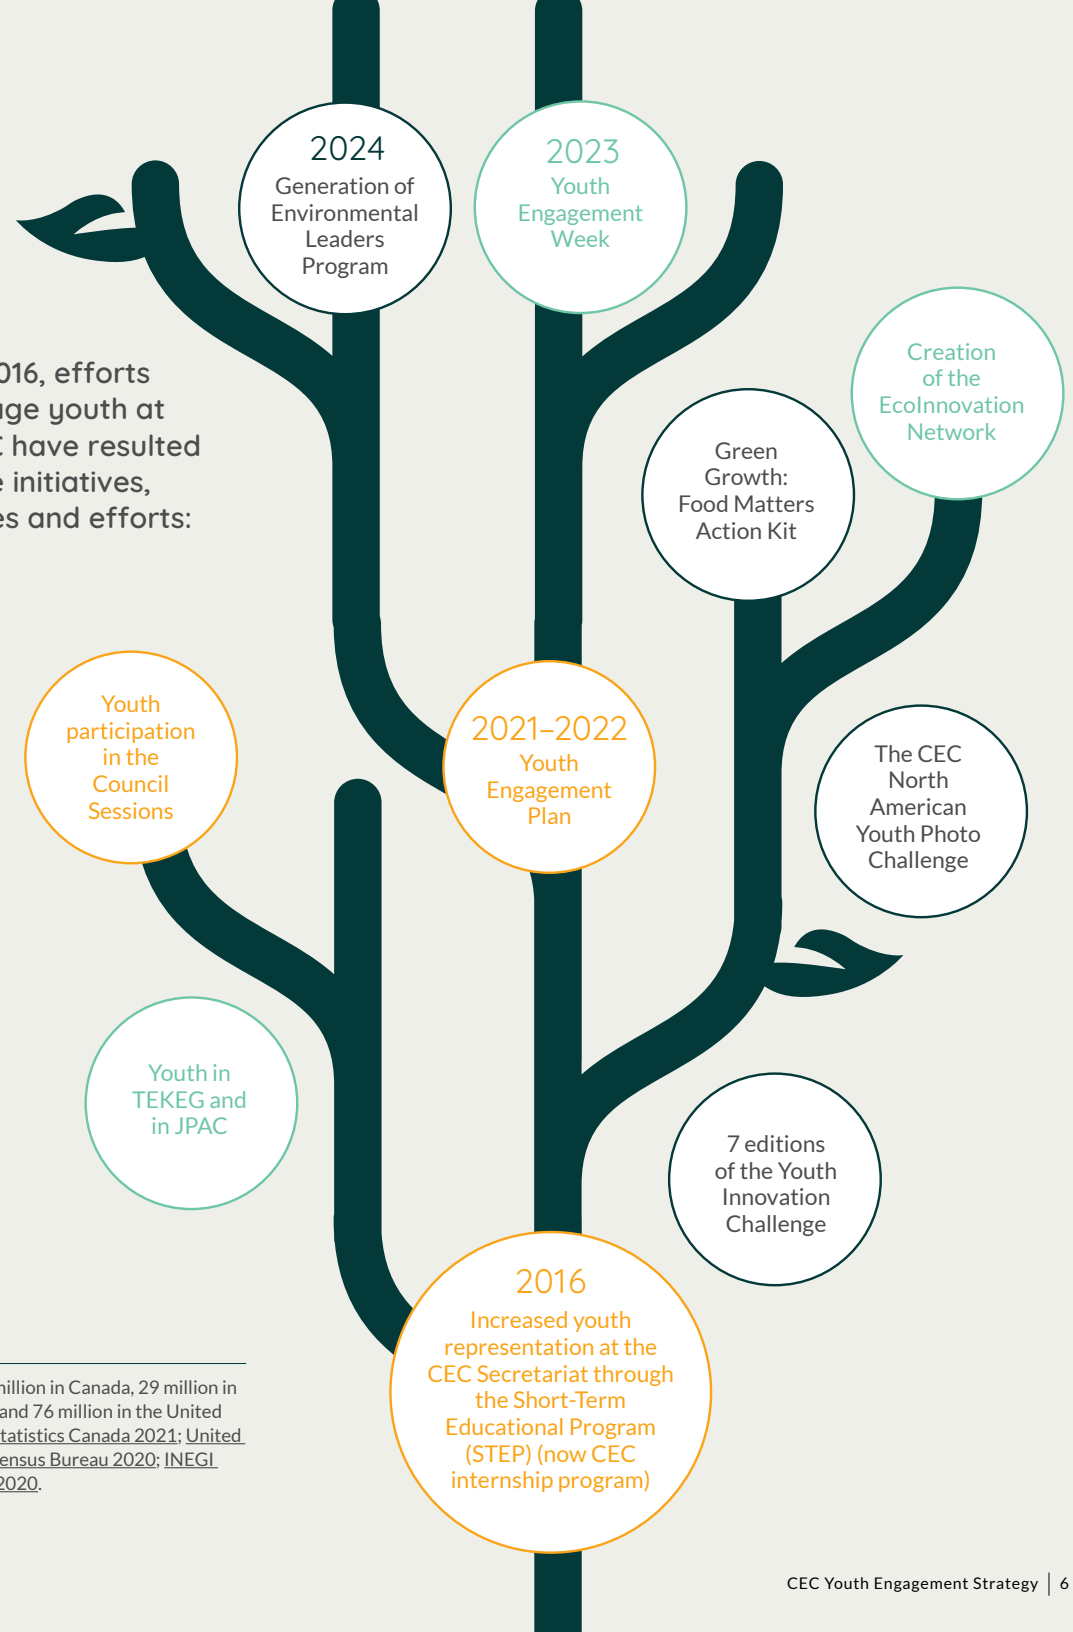 2024
Generation of
Environmental
Leaders
Program
2023
Youth
Engagement
Week
016, efforts
age youth at
C have resulted
e initiatives,
es and efforts:
Creation
of the
EcoInnovation
Network
Green
Growth:
Food Matters
Action Kit
Youth
participation
in the
Council
Sessions
2021–2022
Youth
Engagement
Plan
The CEC
North
American
Youth Photo
Challenge
Youth in
TEKEG and
in JPAC
7 editions
of the Youth
Innovation
Challenge
2016
Increased youth
representation at the
CEC Secretariat through
the Short-Term
Educational Program
(STEP) (now CEC
internship program)
million in Canada, 29 million in
and 76 million in the United
tatistics Canada 2021; United
ensus Bureau 2020; INEGI
2020.
CEC Youth Engagement Strategy | 6